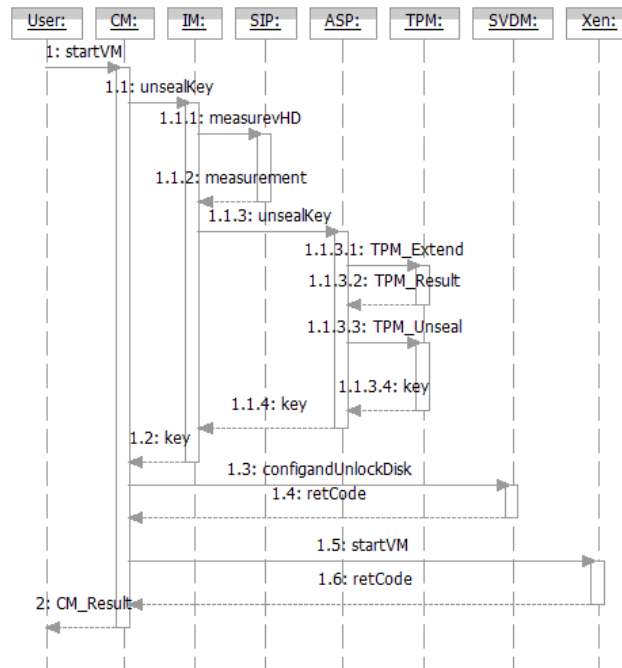 User: CM: IM: SIP: ASP: TPM: SVDM: Xen:
1: startVM
1.1: unsealKey
1.1.1: measurevHD
1.1.2: measurement
1.1.3: unsealKey
1.1.3.1: TPM_Extend
1.1.3.2: TPM_Result
1.1.3.3: TPM_Unseal
1.1.3.4: key
1.1.4: key
1.2: key
1.3: configandUnlockDisk
1.4: retCode
1.5: startVM
1.6: retCode
2: CM_Result